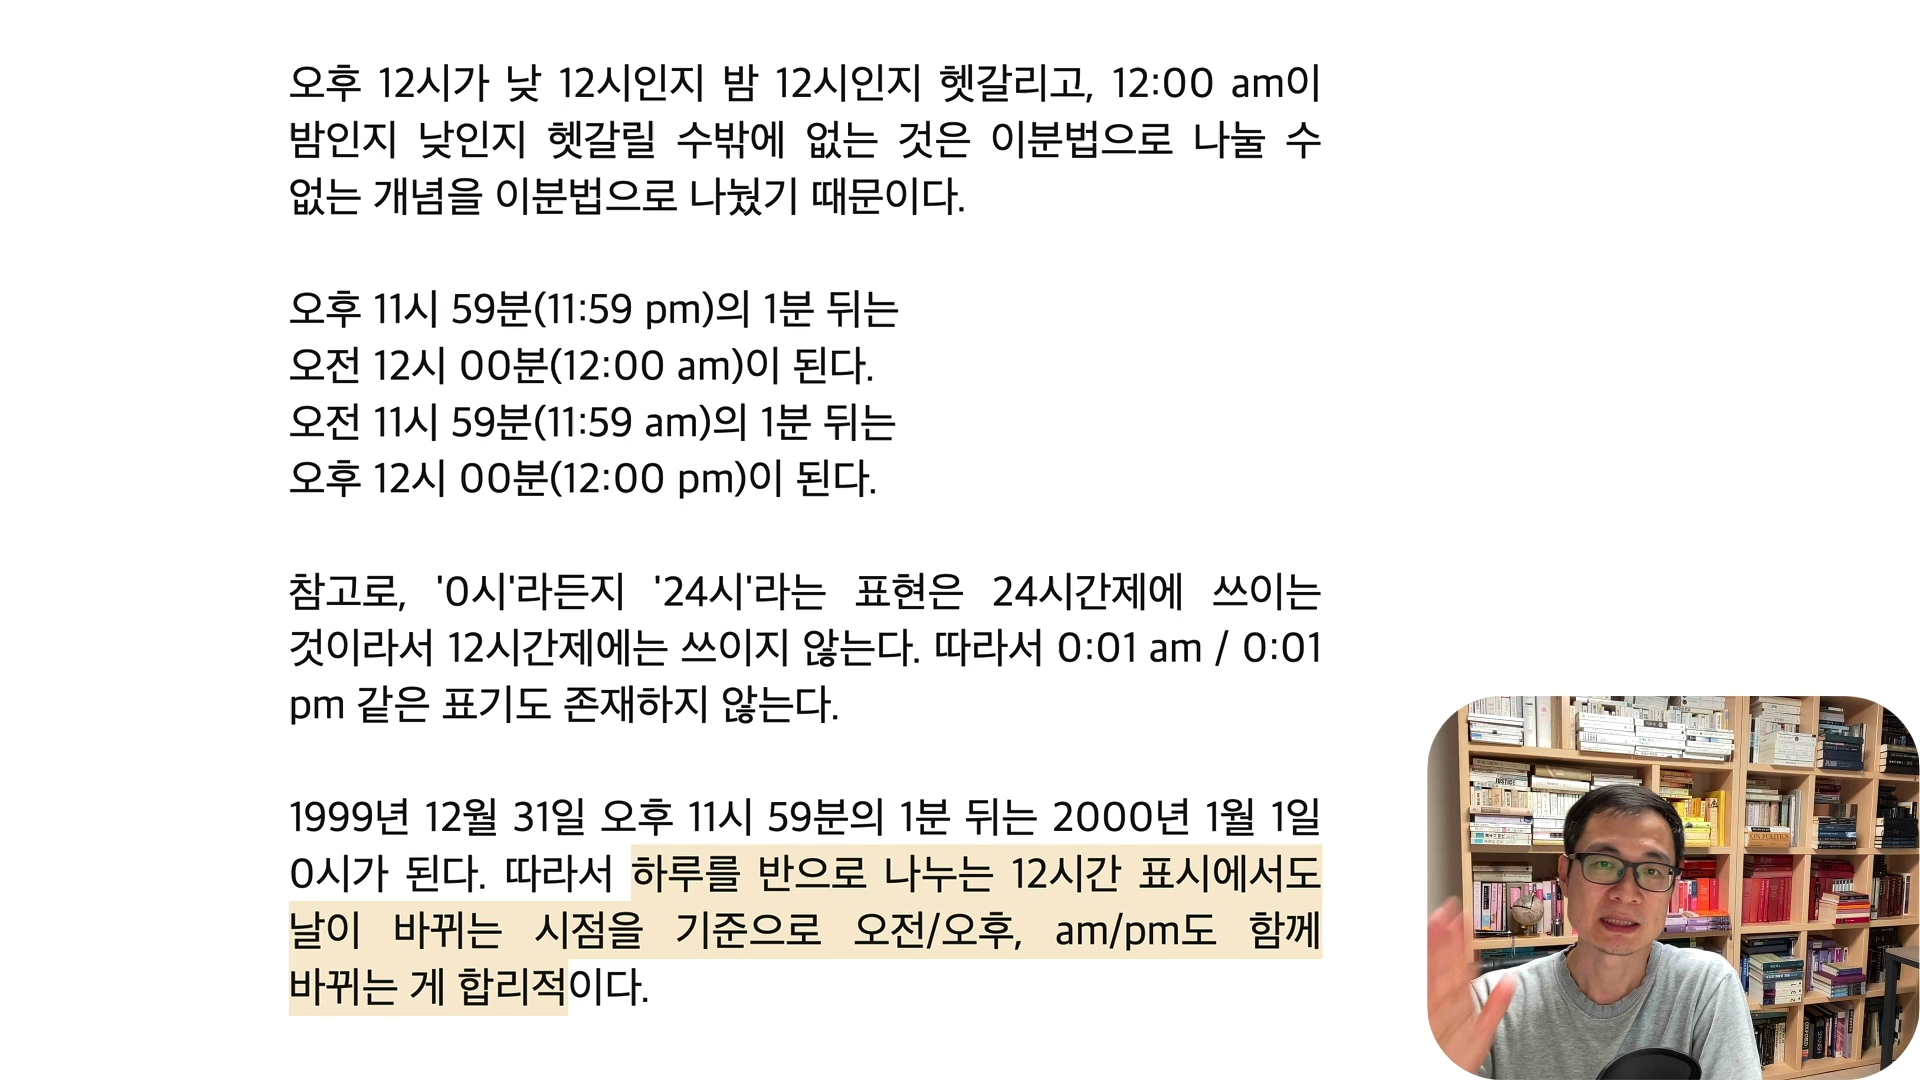 오후 12시가 낮 12시인지 밤 12시인지 헷갈리고, 12:00 am이
밤인지 낮인지 헷갈릴 수밖에 없는 것은 이분법으로 나눌 수
없는 개념을 이분법으로 나눴기 때문이다.
오후 11시 59분(11:59 pm)의 1분 뒤는
오전 12시 00분(12:00 am)이 된다.
오전 11시 59분(11:59 am)의 1분 뒤는
오후 12시 00분(12:00 pm)이 된다.
참고로, '0시'라든지 '24시'라는 표현은 24시간제에 쓰이는
것이라서 12시간제에는 쓰이지 않는다. 따라서 0:01 am / 0:01
pm 같은 표기도 존재하지 않는다.
1999년 12월 31일 오후 11시 59분의 1분 뒤는 2000년 1월 1일
0시가 된다. 따라서 하루를 반으로 나누는 12시간 표시에서도
날이 바뀌는 시점을 기준으로 오전/오후, am/pm도 함께
바뀌는 게 합리적이다.
JUSTICE
ON POLITICS